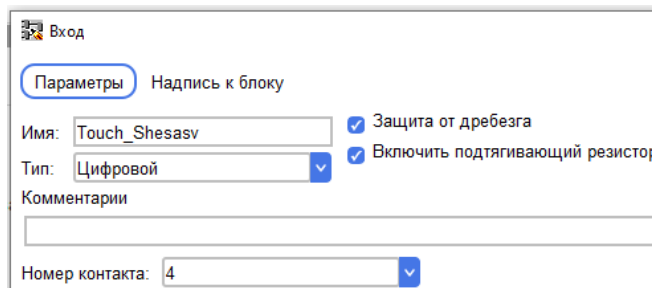 Вход
Параметры Надпись к блоку
Имя: Touch_Shesasv
Защита от дребезга
Тип: Цифровой
Включить подтягивающий резистор
Комментарии
Номер контакта: 4